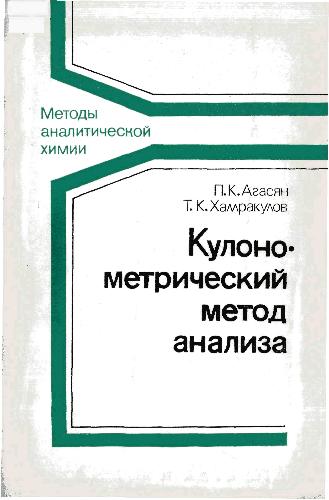 Методы
аналитической
химии
П.К.Агасян
Т.К.Хамракулов
Кулоно-
метрический
метод
анализа